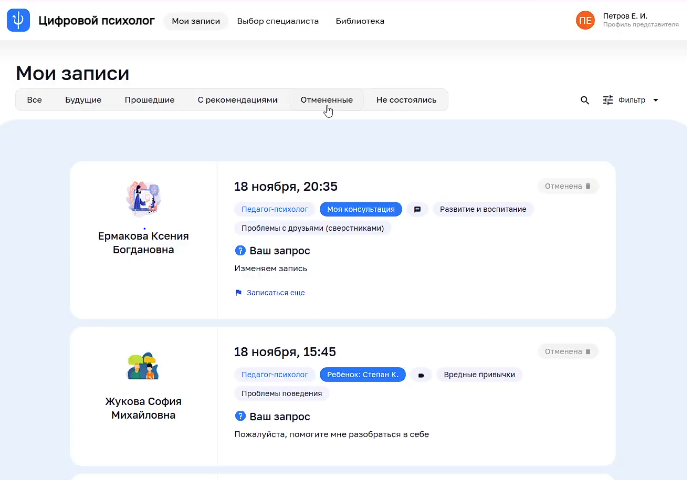 Цифровой психолог Мои записи Выбор специалиста Библиотека ПЕ Петров Е. И.
Профиль представителя
Мои записи
Все Будущие Прошедшие С рекомендациями Отмененные Не состоялись Фильтр
18 ноября, 20:35 Отменена
Педагог-психолог Моя консультация Развитие и воспитание
Проблемы с друзьями (сверстниками)
Ермакова Ксения
Богдановна
? Ваш запрос
Изменяем запись
Записаться еще
18 ноября, 15:45 Отменена
Педагог-психолог Ребенок: Степан К. Вредные привычки
Проблемы поведения
Жукова София
Михайловна
? Ваш запрос
Пожалуйста, помогите мне разобраться в себе